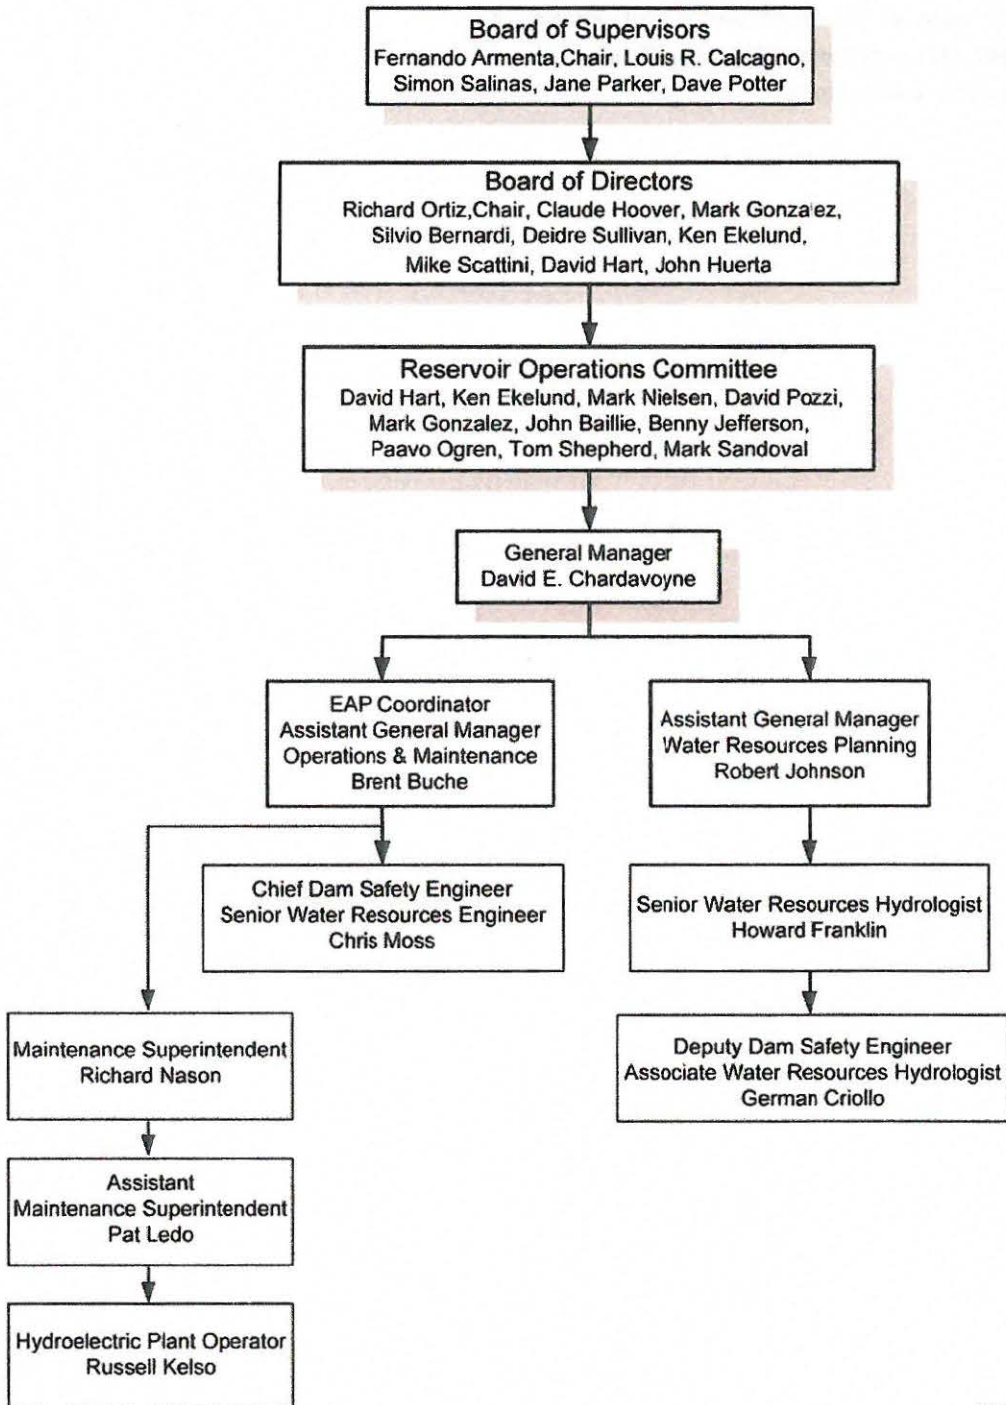 Board of Supervisors
Fernando Armenta,Chair, Louis R. Calcagno,
Simon Salinas, Jane Parker, Dave Potter
Board of Directors
Richard Ortiz,Chair, Claude Hoover, Mark Gonzalez,
Silvio Bernardi, Deidre Sullivan, Ken Ekelund,
Mike Scattini, David Hart, John Huerta
Reservoir Operations Committee
David Hart, Ken Ekelund, Mark Nielsen, David Pozzi,
Mark Gonzalez, John Baillie, Benny Jefferson,
Paavo Ogren, Tom Shepherd, Mark Sandoval
General Manager
David E. Chardavoyne
EAP Coordinator
Assistant General Manager
Operations & Maintenance
Brent Buche
Assistant General Manager
Water Resources Planning
Robert Johnson
Chief Dam Safety Engineer
Senior Water Resources Engineer
Chris Moss
Senior Water Resources Hydrologist
Howard Franklin
Maintenance Superintendent
Richard Nason
Deputy Dam Safety Engineer
Associate Water Resources Hydrologist
German Criollo
Assistant
Maintenance Superintendent
Pat Ledo
Hydroelectric Plant Operator
Russell Kelso